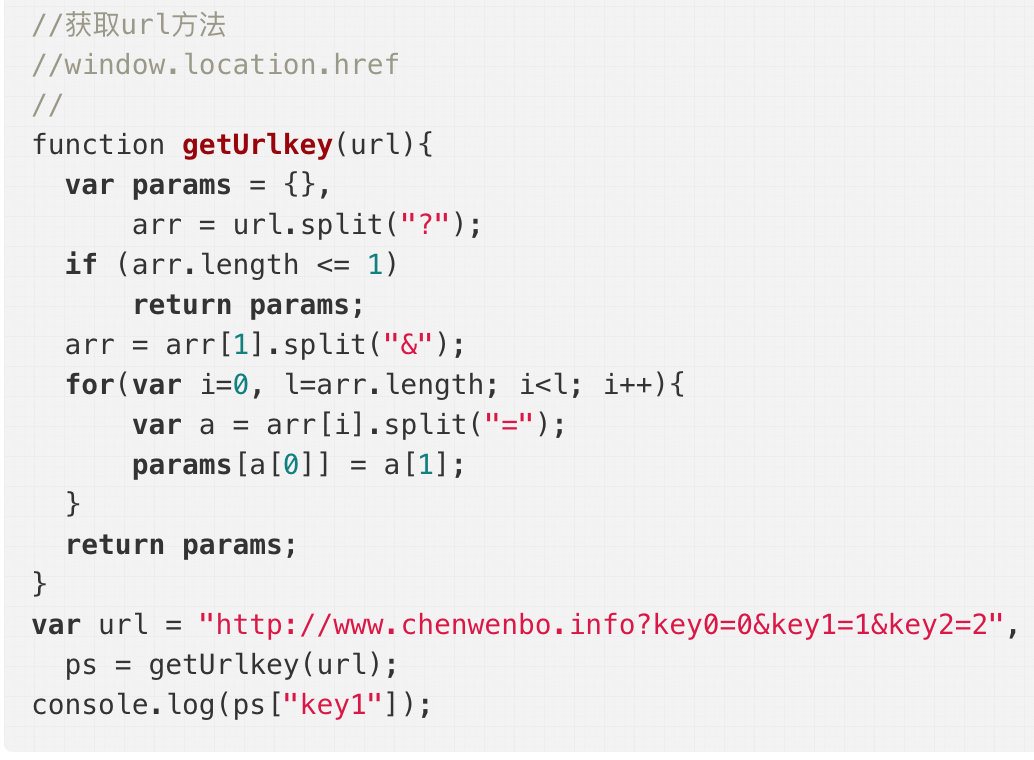 //获取url方法
//window.location.href
//
function getUrlkey(url){
  var params = {},
      arr = url.split("?");
  if (arr.length <= 1)
      return params;
  arr = arr[1].split("&");
  for(var i=0, l=arr.length; i<l; i++){
      var a = arr[i].split("=");
      params[a[0]] = a[1];
  }
  return params;
}
var url = "http://www.chenwenbo.info?key0=0&key1=1&key2=2",
  ps = getUrlkey(url);
console.log(ps["key1"]);